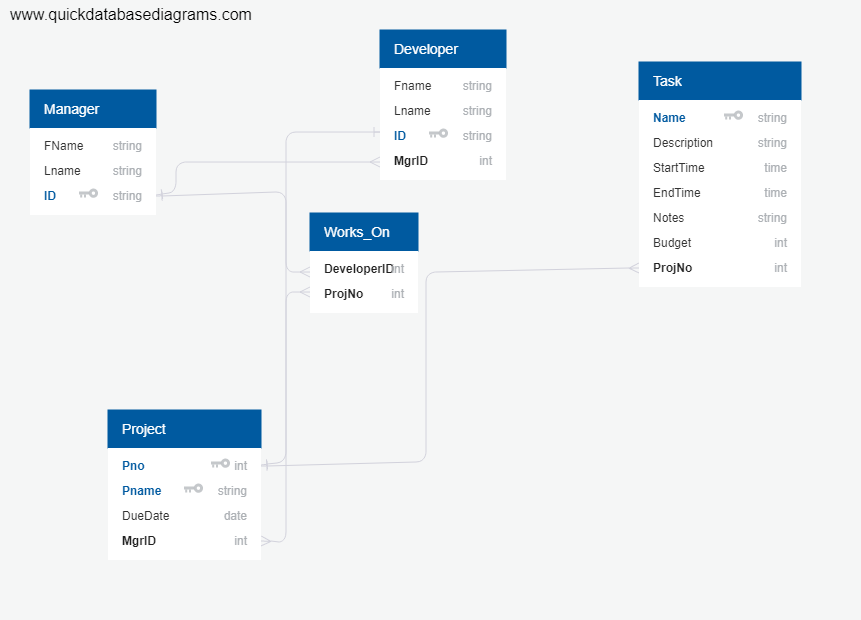 www.quickdatabasediagrams.com
Manager
FName string
Lname string
ID string
Developer
Fname string
Lname string
ID string
MgrID int
Task
Name string
Description string
StartTime time
EndTime time
Notes string
Budget int
ProjNo int
Works_On
DeveloperID int
ProjNo int
Project
Pno int
Pname string
DueDate date
MgrID int